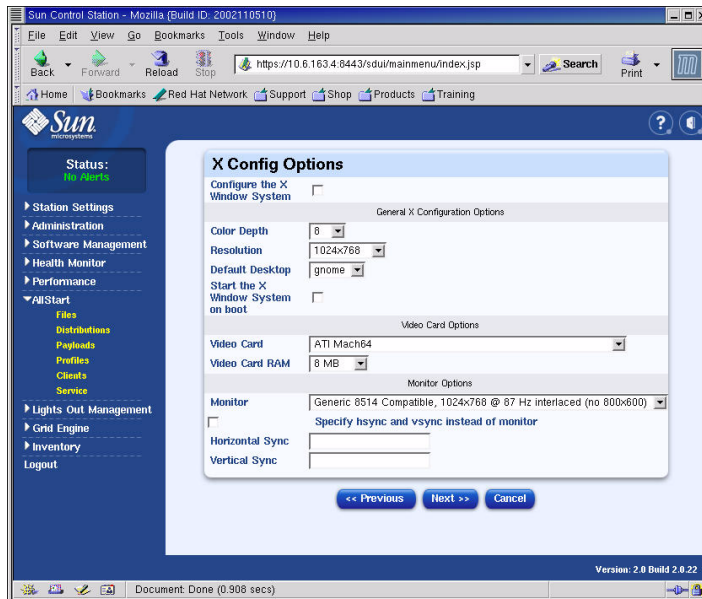 Sun Control Station - Mozilla {Build ID: 2002110510}
File Edit View Go Bookmarks Tools Window Help
Back Forward Reload Stop https://10.6.163.4:8443/sdui/mainmenu/index.jsp Search Print
Home Bookmarks Red Hat Network Support Shop Products Training
Sun
microsystems
Status:
No Alerts
Station Settings
Administration
Software Management
Health Monitor
Performance
AllStart
Files
Distributions
Payloads
Profiles
Clients
Service
Lights Out Management
Grid Engine
Inventory
Logout
X Config Options
Configure the X
Window System
General X Configuration Options
Color Depth 8
Resolution 1024x768
Default Desktop gnome
Start the X
Window System
on boot
Video Card Options
Video Card ATI Mach64
Video Card RAM 8 MB
Monitor Options
Monitor Generic 8514 Compatible, 1024x768 @ 87 Hz interlaced (no 800x600)
Specify hsync and vsync instead of monitor
Horizontal Sync
Vertical Sync
<< Previous Next >> Cancel
Version: 2.0 Build 2.0.22
Document: Done (0.908 secs)